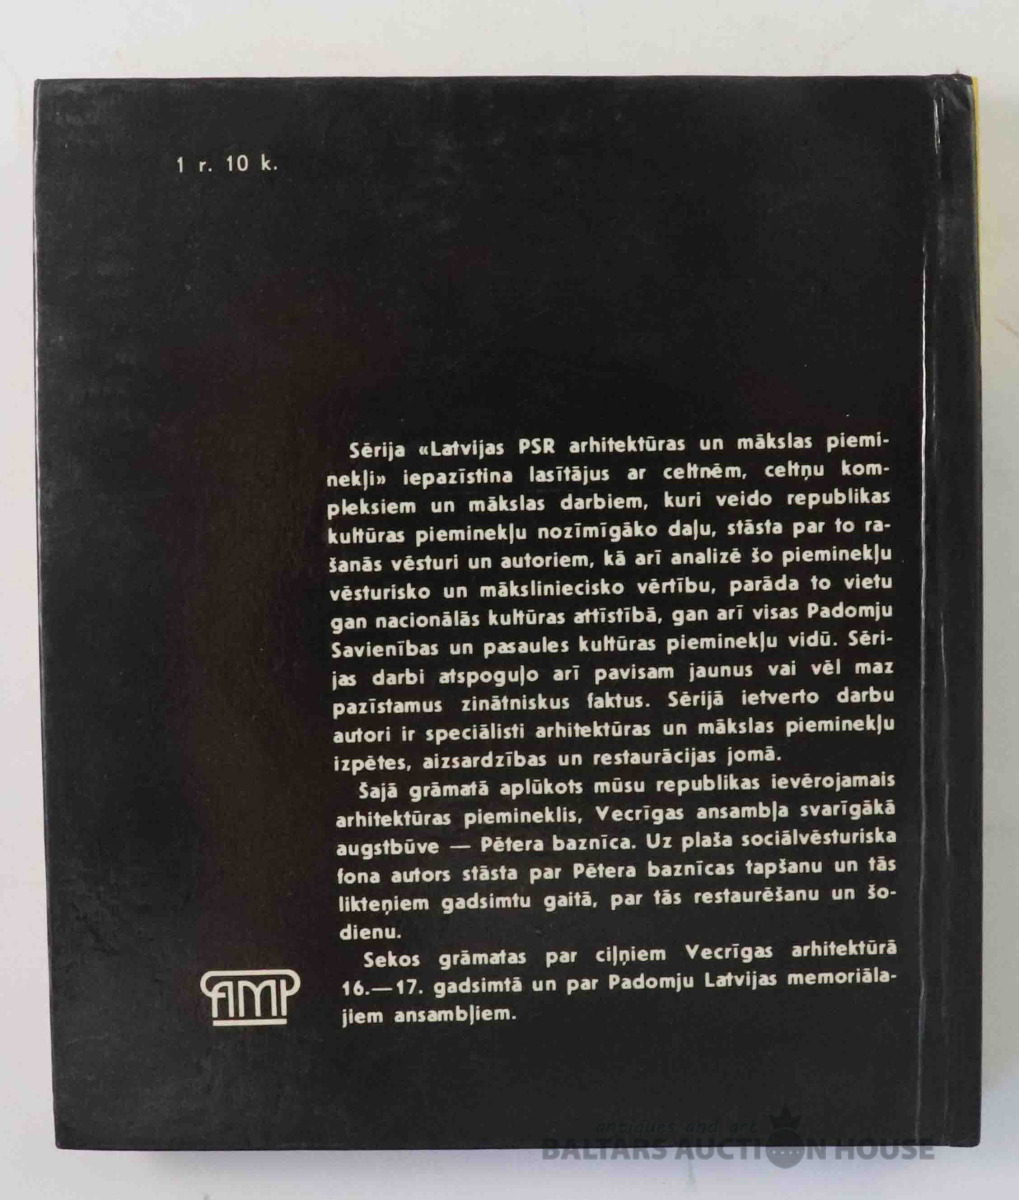 1 r. 10 k.
Sērija «Latvijas PSR arhitektūras un mākslas piemi-
nekļi» iepazīstina lasītājus ar celtnēm, celtņu kom-
pleksiem un mākslas darbiem, kuri veido republikas
kultūras pieminekļu nozīmīgāko daļu, stāsta par to ra-
šanās vēsturi un autoriem, kā arī analizē šo pieminekļu
vēsturisko un māksliniecisko vērtību, parāda to vietu
gan nacionālās kultūras attīstībā, gan arī visas Padomju
Savienības un pasaules kultūras pieminekļu vidū. Sēri-
jas darbi atspoguļo arī pavisam jaunus vai vēl maz
pazīstamus zinātniskus faktus. Sērijā ietverto darbu
autori ir speciālisti arhitektūras un mākslas pieminekļu
izpētes, aizsardzības un restaurācijas jomā.
Šajā grāmatā aplūkots mūsu republikas ievērojamais
arhitektūras piemineklis, Vecrīgas ansambļa svarīgākā
augstbūve — Pētera baznīca. Uz plaša sociālvēsturiska
fona autors stāsta par Pētera baznīcas tapšanu un tās
likteņiem gadsimtu gaitā, par tās restaurēšanu un šo-
dienu.
Sekos grāmatas par ciļņiem Vecrīgas arhitektūrā
16.—17. gadsimtā un par Padomju Latvijas memoriāla-
jiem ansambļiem.
AMP
antiques and art
BALTARS AUCTION HOUSE